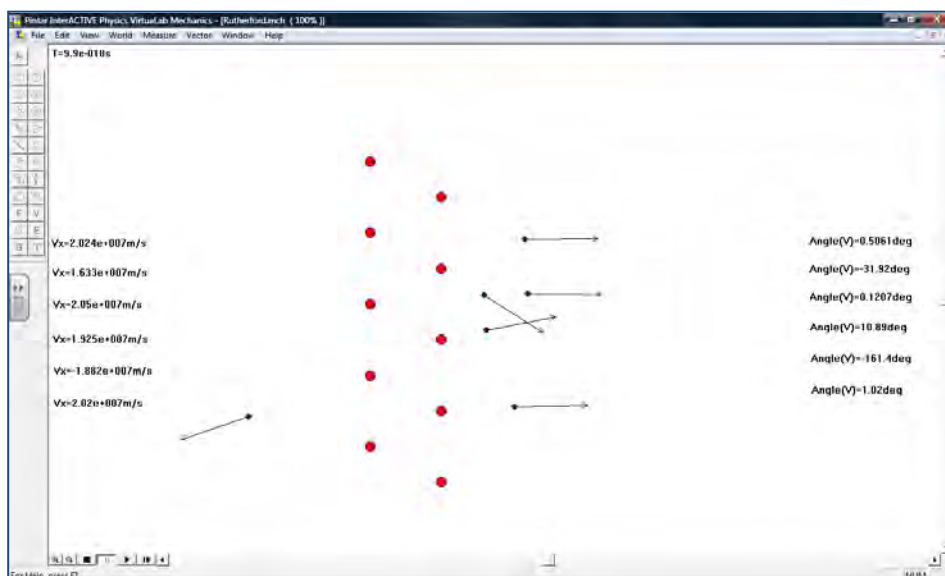 Pintar InterACTIVE Physics VirtuaLab Mechanics - [Rutherford.mch ( 100% )]
File Edit View World Measure Vector Window Help
T=9.9e-018s
Vx=2.024e+007m/s
Angle(V)=0.5061deg
Vx=1.633e+007m/s
Angle(V)=-31.92deg
Vx=2.05e+007m/s
Angle(V)=0.1207deg
Vx=1.925e+007m/s
Angle(V)=10.89deg
Vx=-1.882e+007m/s
Angle(V)=-161.4deg
Vx=2.02e+007m/s
Angle(V)=1.02deg
F V
E